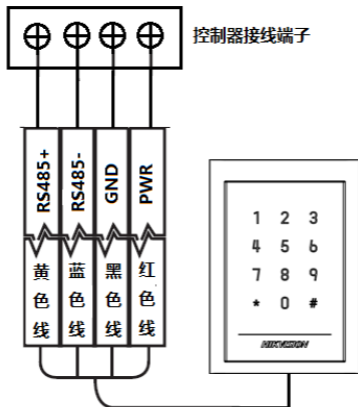 控制器接线端子
RS485+
RS485-
GND
PWR
黄色线
蓝色线
黑色线
红色线
1 2 3
4 5 6
7 8 9
* 0 #
HIKVISION